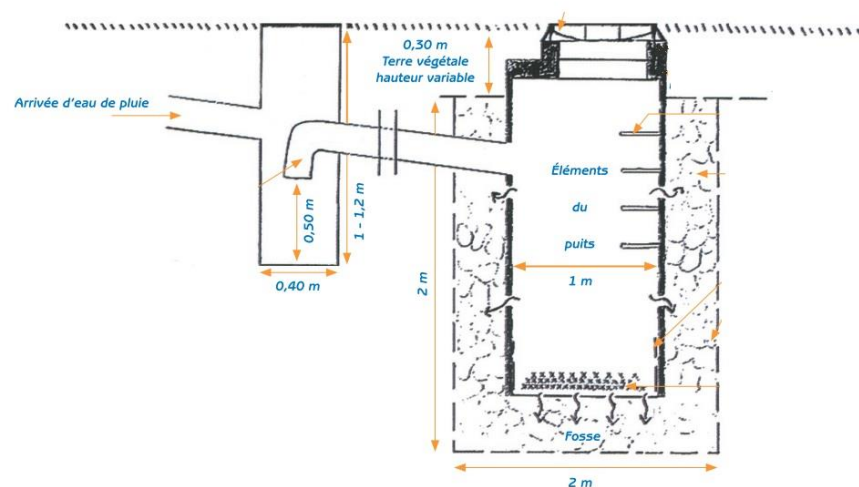 0,30 m
Terre végétale
hauteur variable
Arrivée d'eau de pluie
Éléments
du
puits
0,50 m
1 - 1,2 m
0,40 m
2 m
1 m
Fosse
2 m